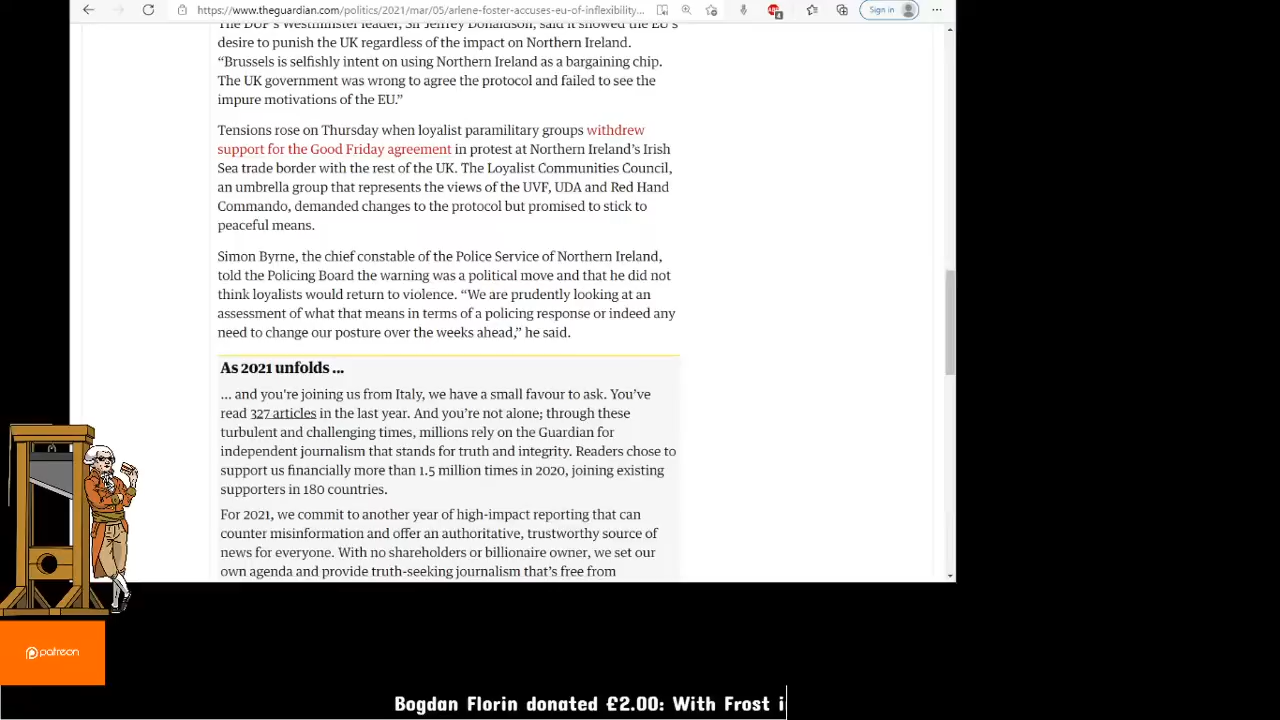 https://www.theguardian.com/politics/2021/mar/05/arlene-foster-accuses-eu-of-inflexibility...
Sign in
The DUP's Westminster leader, Sir Jeffrey Donaldson, said it showed the EU's
desire to punish the UK regardless of the impact on Northern Ireland.
“Brussels is selfishly intent on using Northern Ireland as a bargaining chip.
The UK government was wrong to agree the protocol and failed to see the
impure motivations of the EU.”
Tensions rose on Thursday when loyalist paramilitary groups withdrew
support for the Good Friday agreement in protest at Northern Ireland’s Irish
Sea trade border with the rest of the UK. The Loyalist Communities Council,
an umbrella group that represents the views of the UVF, UDA and Red Hand
Commando, demanded changes to the protocol but promised to stick to
peaceful means.
Simon Byrne, the chief constable of the Police Service of Northern Ireland,
told the Policing Board the warning was a political move and that he did not
think loyalists would return to violence. “We are prudently looking at an
assessment of what that means in terms of a policing response or indeed any
need to change our posture over the weeks ahead,” he said.
As 2021 unfolds ...
... and you're joining us from Italy, we have a small favour to ask. You’ve
read 327 articles in the last year. And you’re not alone; through these
turbulent and challenging times, millions rely on the Guardian for
independent journalism that stands for truth and integrity. Readers chose to
support us financially more than 1.5 million times in 2020, joining existing
supporters in 180 countries.
For 2021, we commit to another year of high-impact reporting that can
counter misinformation and offer an authoritative, trustworthy source of
news for everyone. With no shareholders or billionaire owner, we set our
own agenda and provide truth-seeking journalism that’s free from
patreon
Bogdan Florin donated £2.00: With Frost i